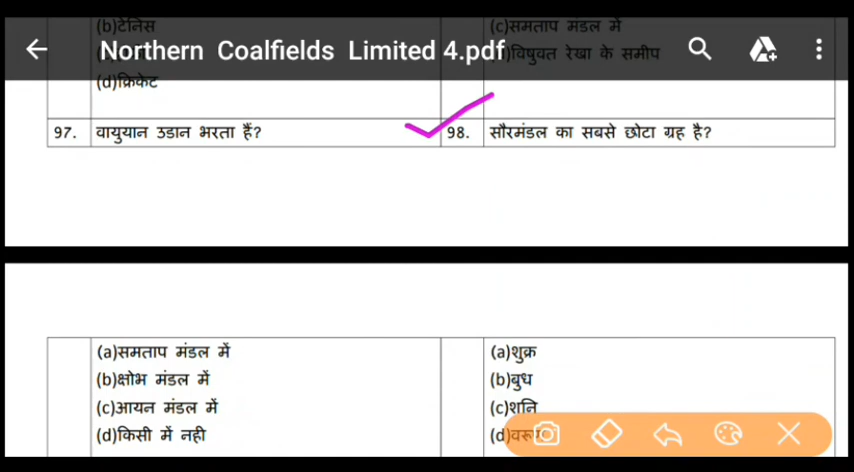 (b)टेनिस
(c)समताप मंडल में
Northern Coalfields Limited 4.pdf
विषुवत रेखा के समीप
(d)क्रिकेट
97. वायुयान उडान भरता हैं?
98. सौरमंडल का सबसे छोटा ग्रह है?
(a)समताप मंडल में
(b)क्षोभ मंडल में
(c)आयन मंडल में
(d)किसी में नही
(a)शुक्र
(b)बुध
(c)शनि
(d)